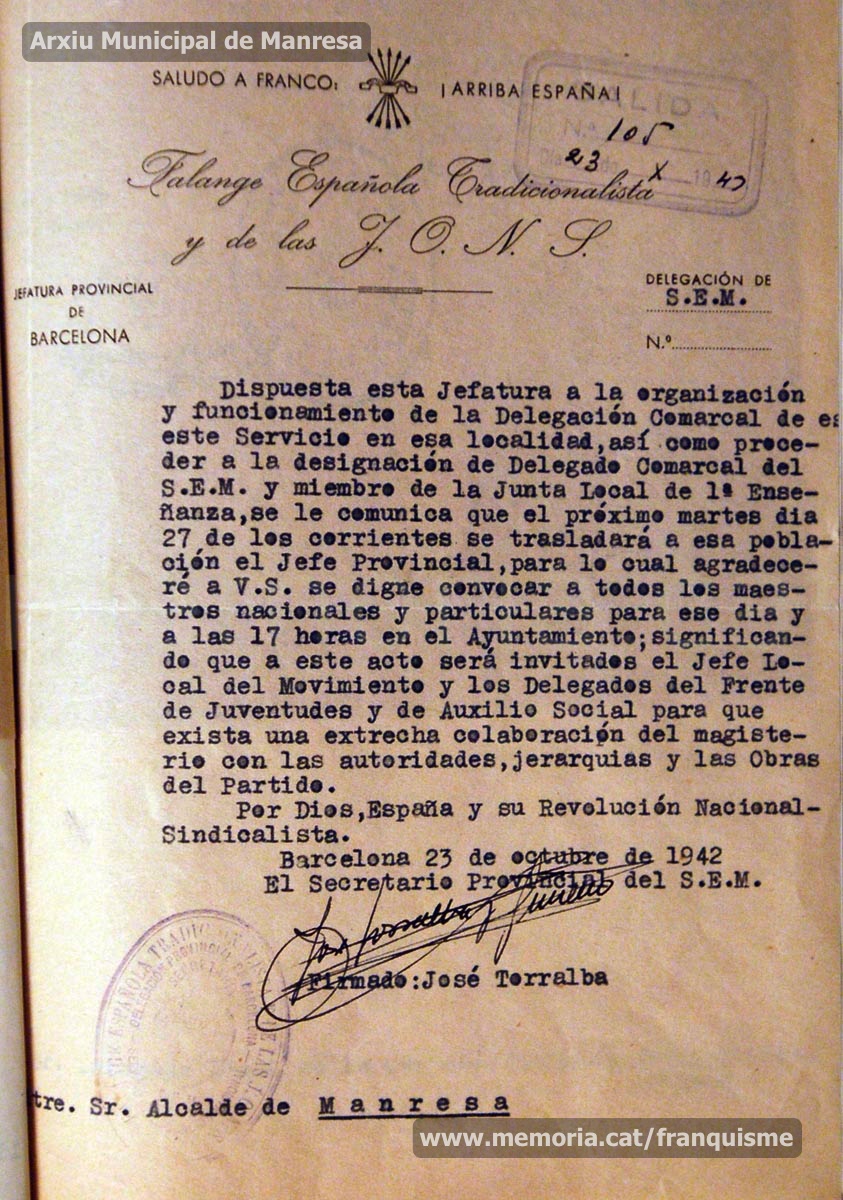 Arxiu Municipal de Manresa
SALUDO A FRANCO: ¡ARRIBA ESPAÑA!
SALIDA
N.º 105
23 X 1942
Falange Española Tradicionalista
y de las J. O. N. S.
JEFATURA PROVINCIAL
DE
BARCELONA
DELEGACIÓN DE
S.E.M.
N.º
Dispuesta esta Jefatura a la organización
y funcionamiento de la Delegación Comarcal de es
este Servicio en esa localidad,así como proce-
der a la designación de Delegado Comarcal del
S.E.M. y miembro de la Junta Local de 1ª Ense-
ñanza,se le comunica que el próximo martes dia
27 de los corrientes se trasladará a esa pobla-
ción el Jefe Provincial,para lo cual agradece-
ré a V.S. se digne convocar a todos los maes-
tros nacionales y particulares para ese dia y
a las 17 horas en el Ayuntamiento;significan-
do que a este acto será invitados el Jefe Lo-
cal del Movimiento y los Delegados del Frente
de Juventudes y de Auxilio Social para que
exista una extrecha colaboración del magiste-
rio con las autoridades,jerarquias y las Obras
del Partido.
Por Dios,España y su Revolución Nacional-
Sindicalista.
Barcelona 23 de octubre de 1942
El Secretario Provincial del S.E.M.
Firmado:José Torralba
tre. Sr. Alcalde de Manresa
www.memoria.cat/franquisme